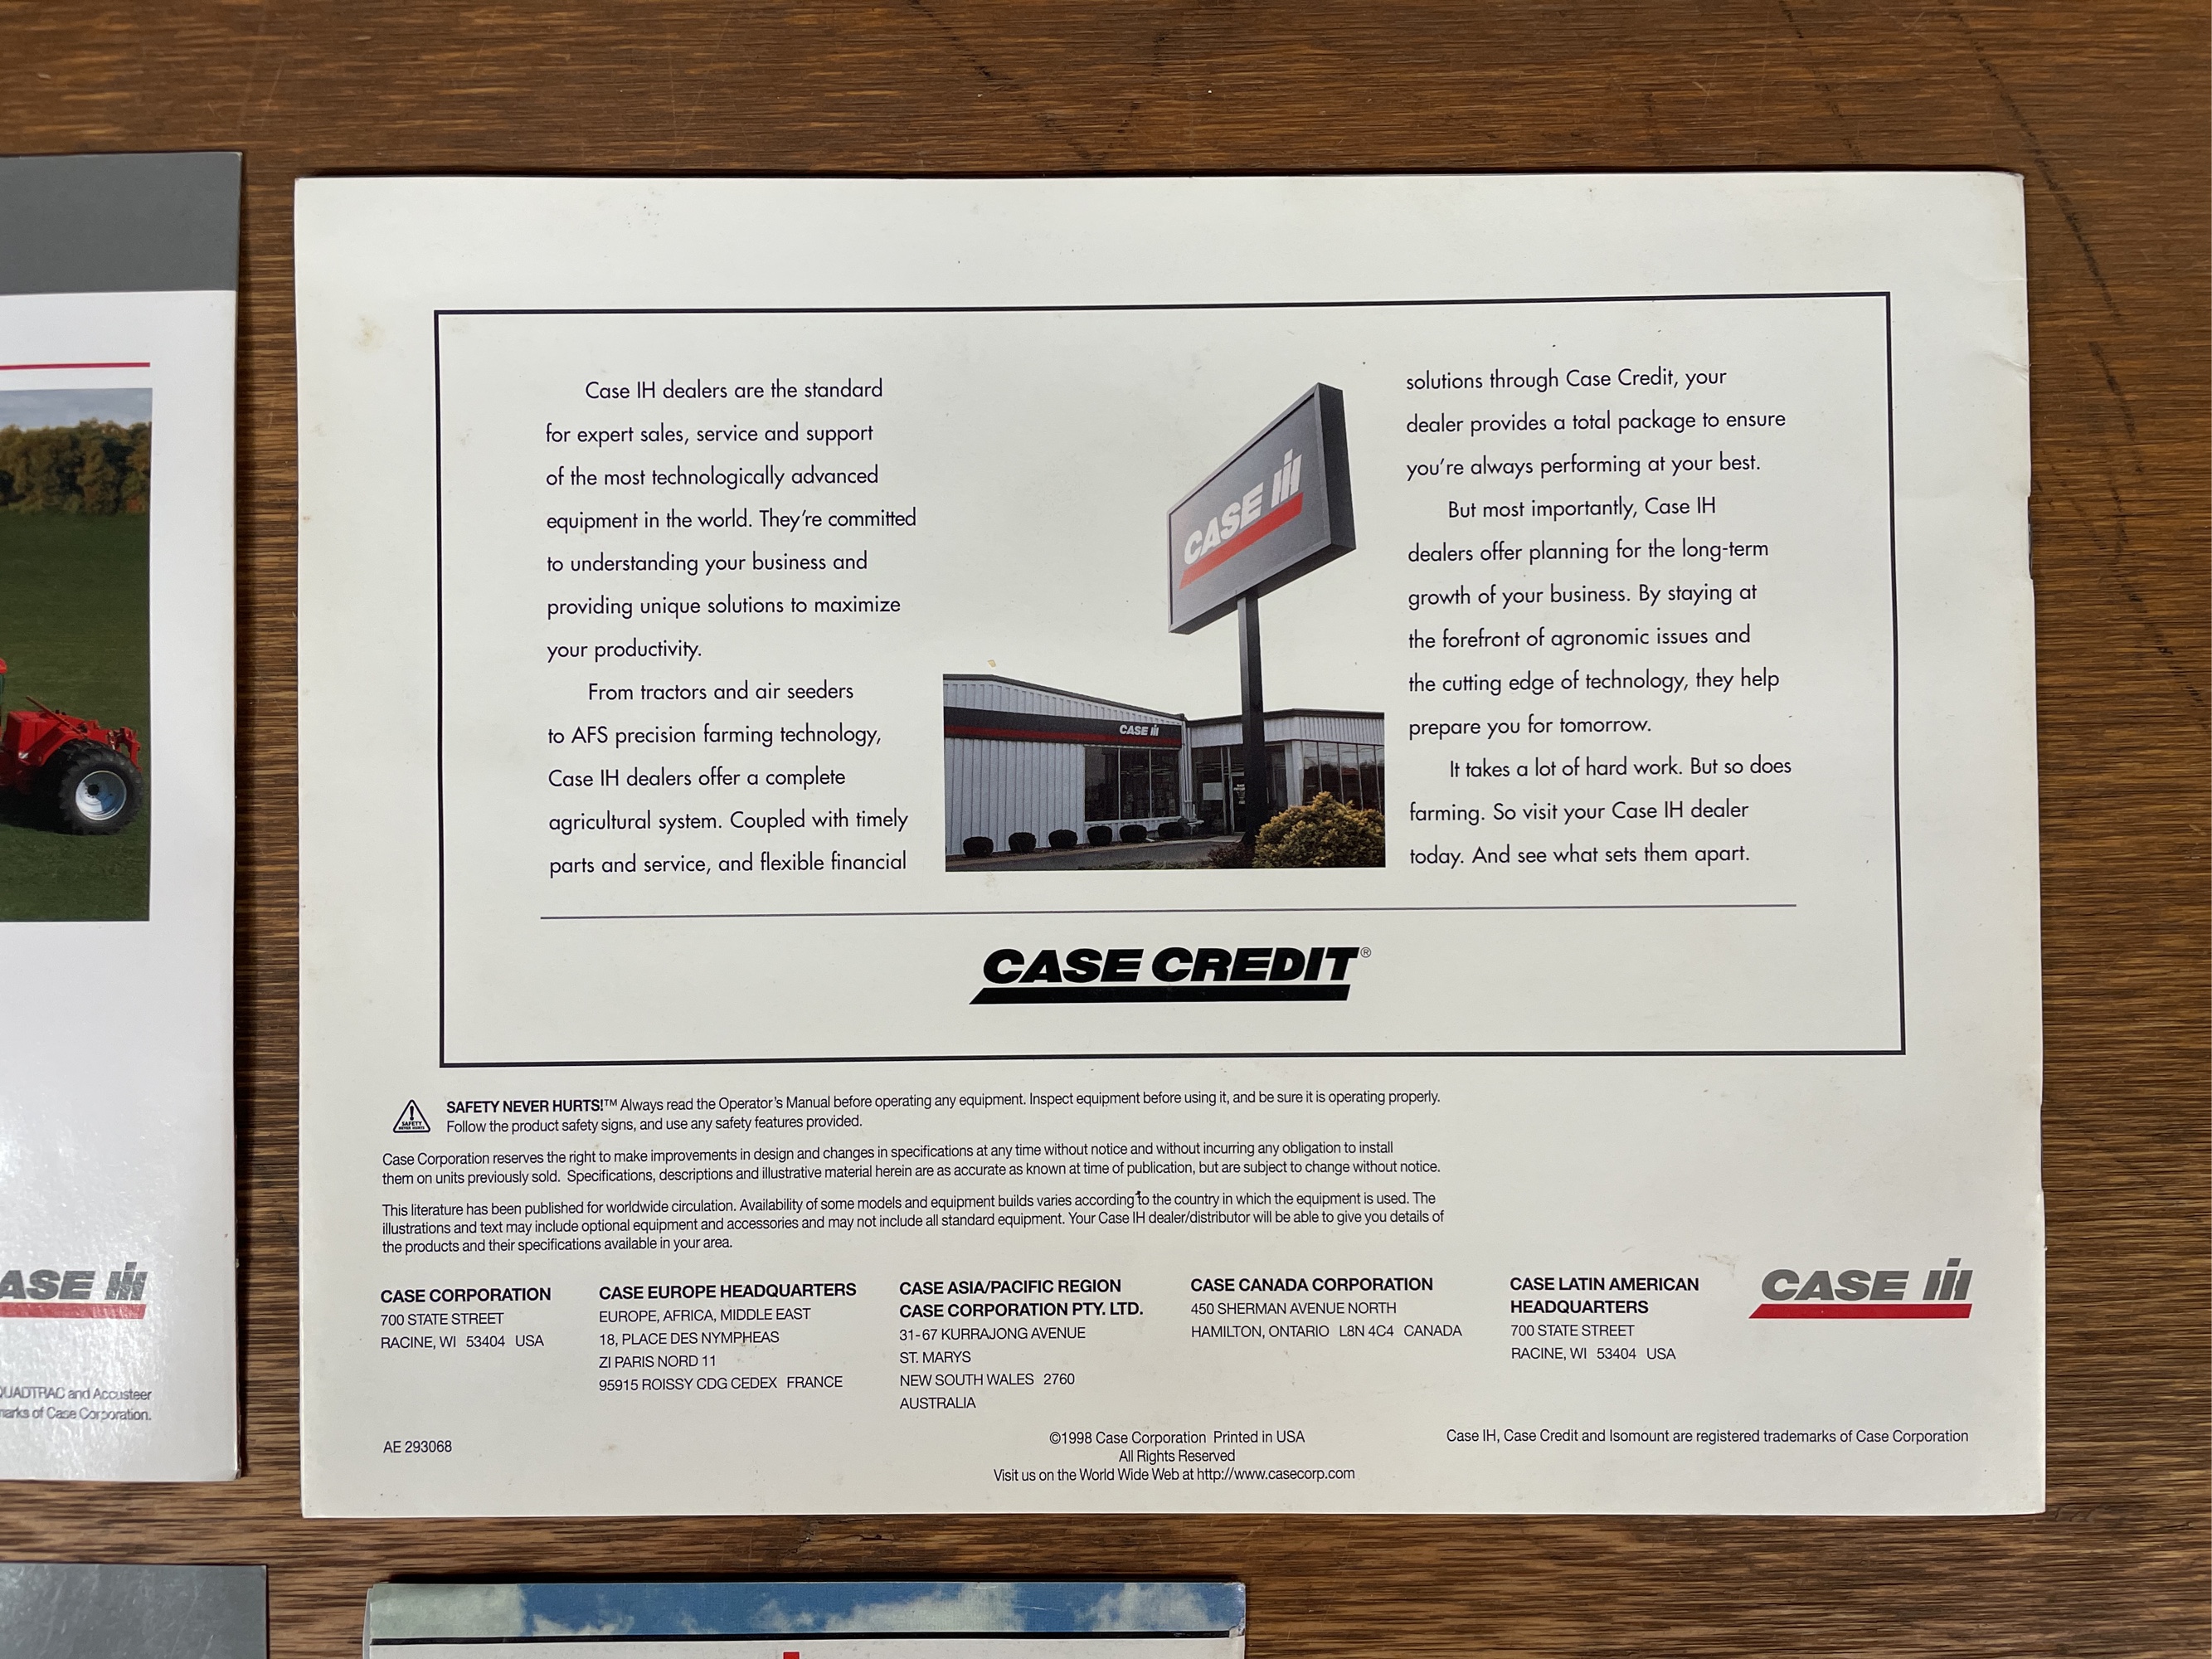 Case IH dealers are the standard
for expert sales, service and support
of the most technologically advanced
equipment in the world. They're committed
to understanding your business and
providing unique solutions to maximize
your productivity.
From tractors and air seeders
to AFS precision farming technology,
Case IH dealers offer a complete
agricultural system. Coupled with timely
parts and service, and flexible financial
CASE IH
CASE IH
solutions through Case Credit, your
dealer provides a total package to ensure
you're always performing at your best.
But most importantly, Case IH
dealers offer planning for the long-term
growth of your business. By staying at
the forefront of agronomic issues and
the cutting edge of technology, they help
prepare you for tomorrow.
It takes a lot of hard work. But so does
farming. So visit your Case IH dealer
today. And see what sets them apart.
CASE CREDIT®
SAFETY NEVER HURTS!™ Always read the Operator's Manual before operating any equipment. Inspect equipment before using it, and be sure it is operating properly.
Follow the product safety signs, and use any safety features provided.
Case Corporation reserves the right to make improvements in design and changes in specifications at any time without notice and without incurring any obligation to install
them on units previously sold. Specifications, descriptions and illustrative material herein are as accurate as known at time of publication, but are subject to change without notice.
This literature has been published for worldwide circulation. Availability of some models and equipment builds varies according to the country in which the equipment is used. The
illustrations and text may include optional equipment and accessories and may not include all standard equipment. Your Case IH dealer/distributor will be able to give you details of
the products and their specifications available in your area.
CASE CORPORATION
700 STATE STREET
RACINE, WI 53404 USA
CASE EUROPE HEADQUARTERS
EUROPE, AFRICA, MIDDLE EAST
18, PLACE DES NYMPHEAS
ZI PARIS NORD 11
95915 ROISSY CDG CEDEX FRANCE
CASE ASIA/PACIFIC REGION
CASE CORPORATION PTY. LTD.
31-67 KURRAJONG AVENUE
ST. MARYS
NEW SOUTH WALES 2760
AUSTRALIA
CASE CANADA CORPORATION
450 SHERMAN AVENUE NORTH
HAMILTON, ONTARIO L8N 4C4 CANADA
CASE LATIN AMERICAN
HEADQUARTERS
700 STATE STREET
RACINE, WI 53404 USA
CASE IH
AE 293068
©1998 Case Corporation Printed in USA
All Rights Reserved
Visit us on the World Wide Web at http://www.casecorp.com
Case IH, Case Credit and Isomount are registered trademarks of Case Corporation
ASE IH
UADTRAC and Accusteer
marks of Case Corporation.